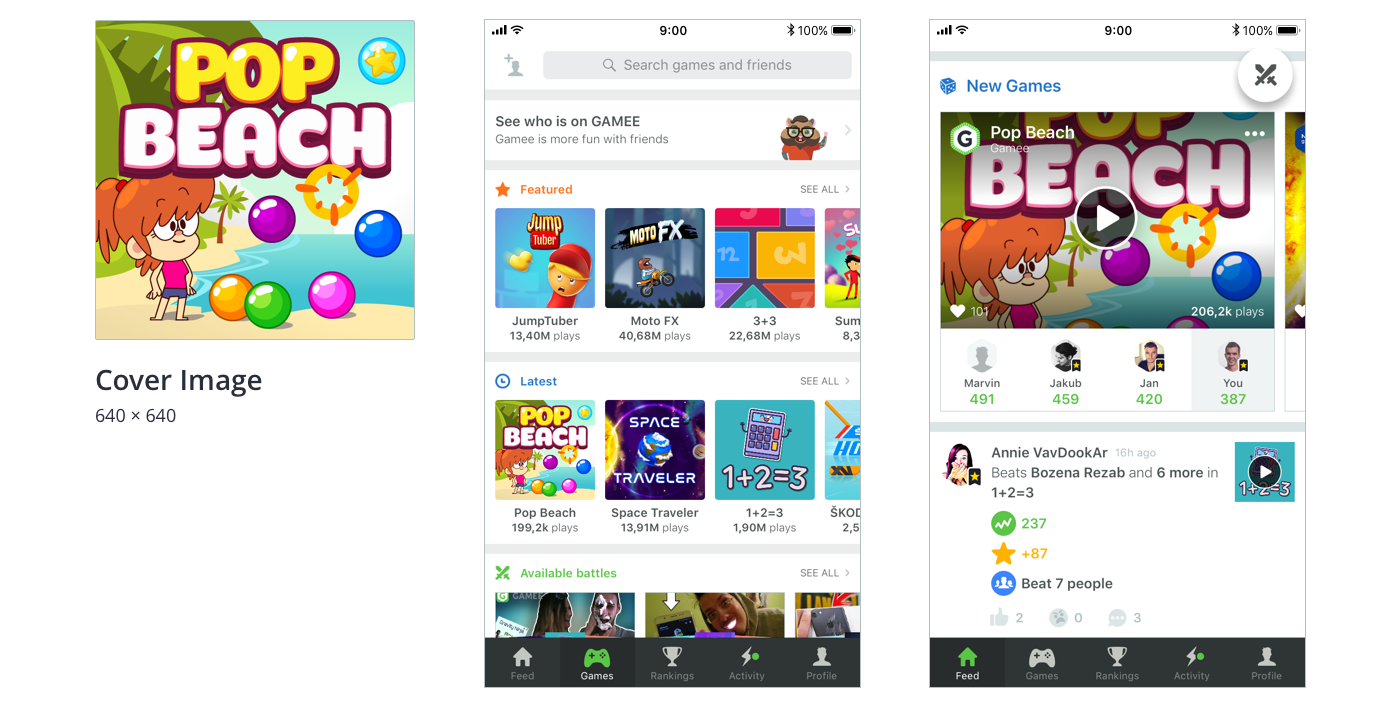 POP
BEACH
Cover Image
640 × 640
9:00
100%
Search games and friends
See who is on GAMEE
Gamee is more fun with friends
Featured
SEE ALL
Jump
Tuber
MOTO FX
12
3
JumpTuber
Moto FX
3+3
Sum
13,40M plays
40,68M plays
22,68M plays
8,3
Latest
SEE ALL
POP
BEACH
SPACE
TRAVELER
1+2=3
Pop Beach
Space Traveler
1+2=3
ŠKOD
199,2k plays
13,91M plays
1,90M plays
2,5
Available battles
SEE ALL
GAMEE
Feed
Games
Rankings
Activity
Profile
9:00
100%
New Games
G
Pop Beach
Gamee
POP
BEACH
101
206,2k plays
Marvin
Jakub
Jan
You
491
459
420
387
Annie VavDookAr 16h ago
Beats Bozena Rezab and 6 more in
1+2=3
1+2=3
237
+87
Beat 7 people
2
0
3
Feed
Games
Rankings
Activity
Profile